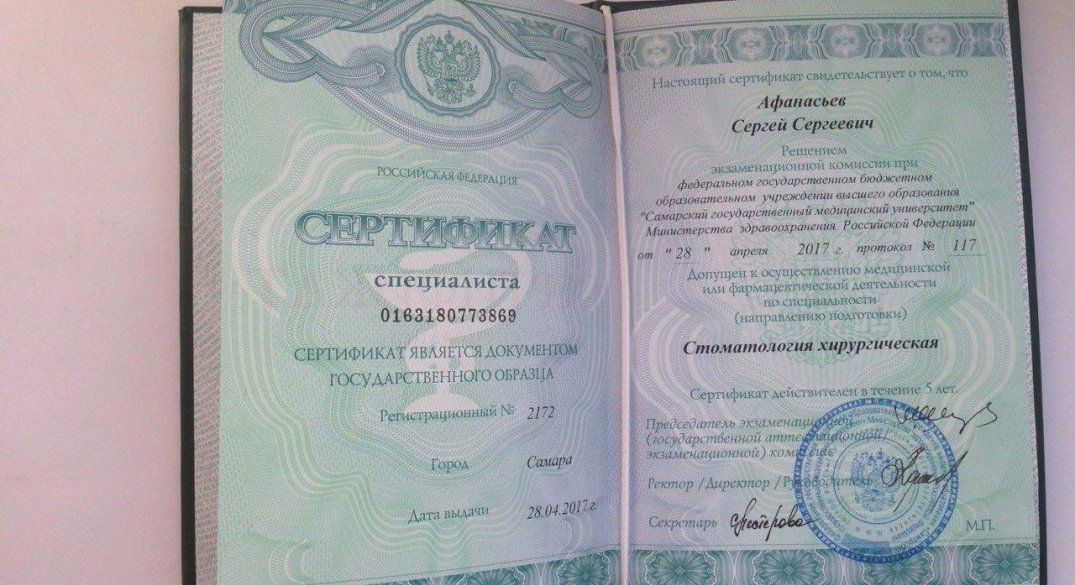 РОССИЙСКАЯ ФЕДЕРАЦИЯ
СЕРТИФИКАТ
специалиста
0163180773869
СЕРТИФИКАТ ЯВЛЯЕТСЯ ДОКУМЕНТОМ
ГОСУДАРСТВЕННОГО ОБРАЗЦА
Регистрационный № 2172
Город Самара
Дата выдачи 28.04.2017 г.
Настоящий сертификат свидетельствует о том, что
Афанасьев
Сергей Сергеевич
Решением
экзаменационной комиссии при
федеральном государственном бюджетном
образовательном учреждении высшего образования
"Самарский государственный медицинский университет"
Министерства здравоохранения Российской Федерации
от "28" апреля 2017 г. протокол № 117
Допущен к осуществлению медицинской
или фармацевтической деятельности
по специальности
(направлению подготовки)
Стоматология хирургическая
Сертификат действителен в течение 5 лет.
Председатель экзаменационной
(государственной аттестационной,
экзаменационной) комиссии
Ректор /Директор /Руководитель
Секретарь Нестерова
М.П.